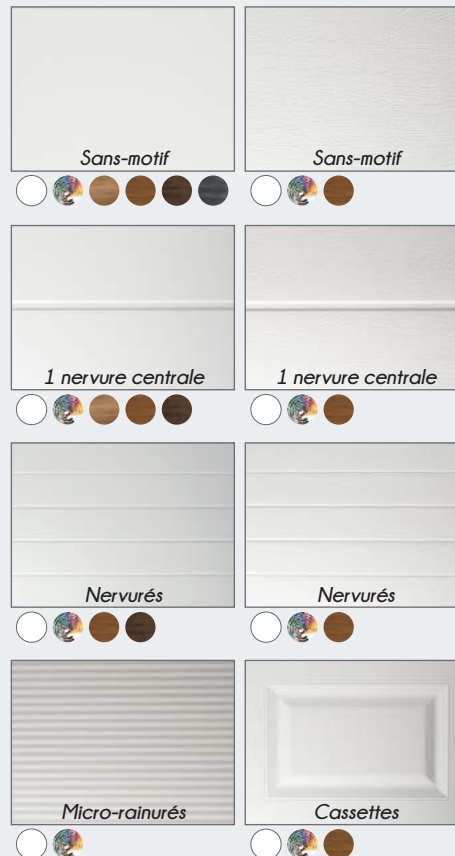 Sans-motif
Sans-motif
1 nervure centrale
1 nervure centrale
Nervurés
Nervurés
Micro-rainurés
Cassettes